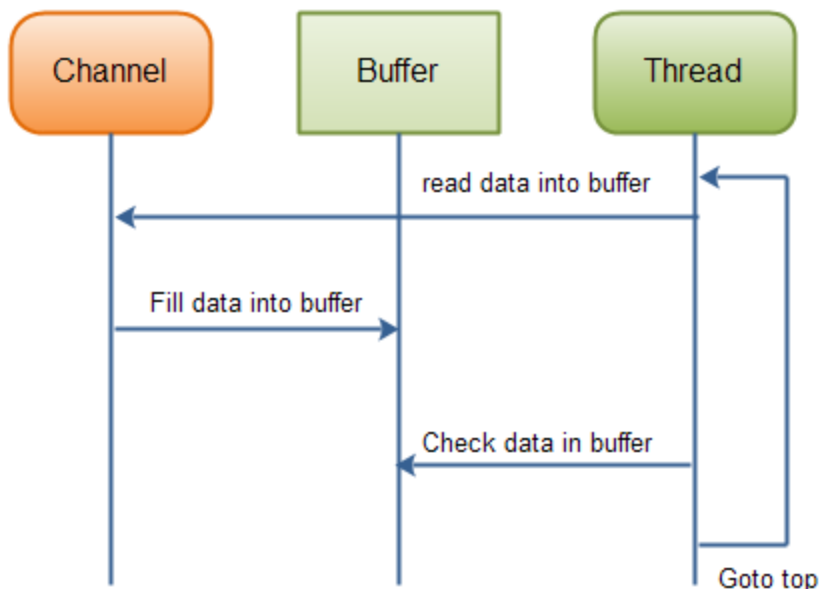 Channel
Buffer
Thread
read data into buffer
Fill data into buffer
Check data in buffer
Goto top